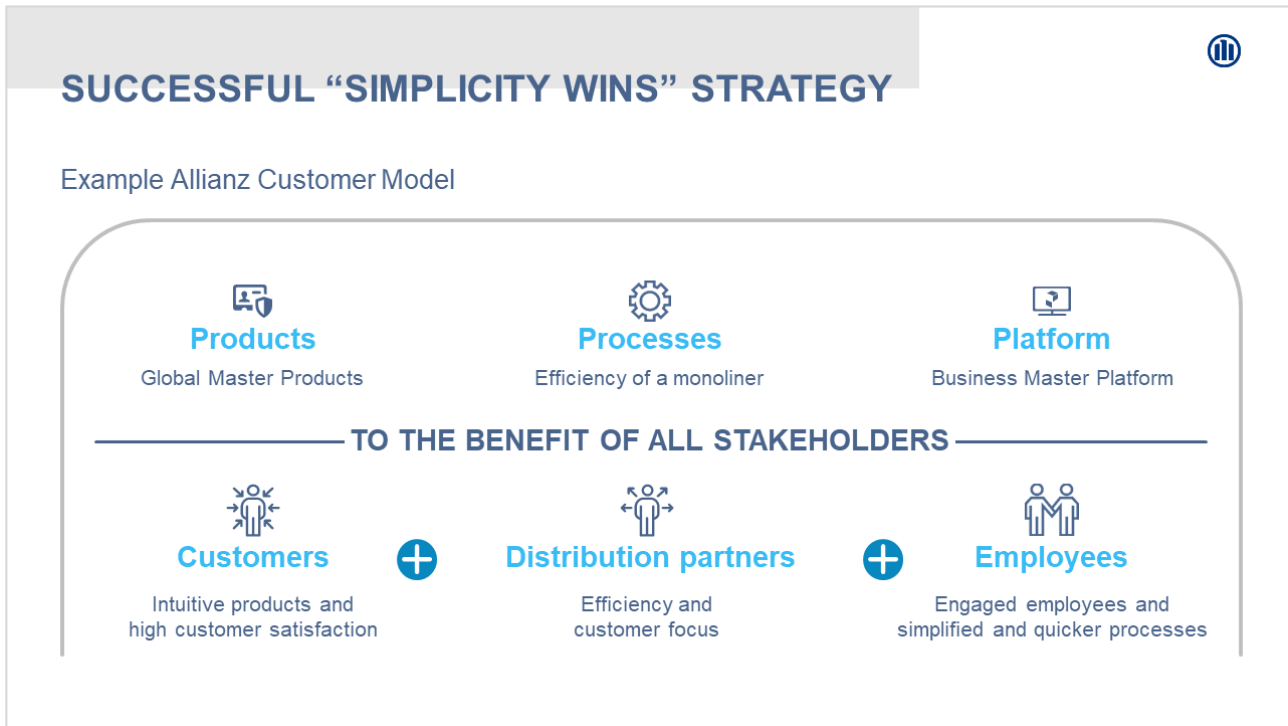 SUCCESSFUL “SIMPLICITY WINS” STRATEGY
Example Allianz Customer Model
Products
Global Master Products
Processes
Efficiency of a monoliner
Platform
Business Master Platform
TO THE BENEFIT OF ALL STAKEHOLDERS
Customers
Intuitive products and
high customer satisfaction
Distribution partners
Efficiency and
customer focus
Employees
Engaged employees and
simplified and quicker processes